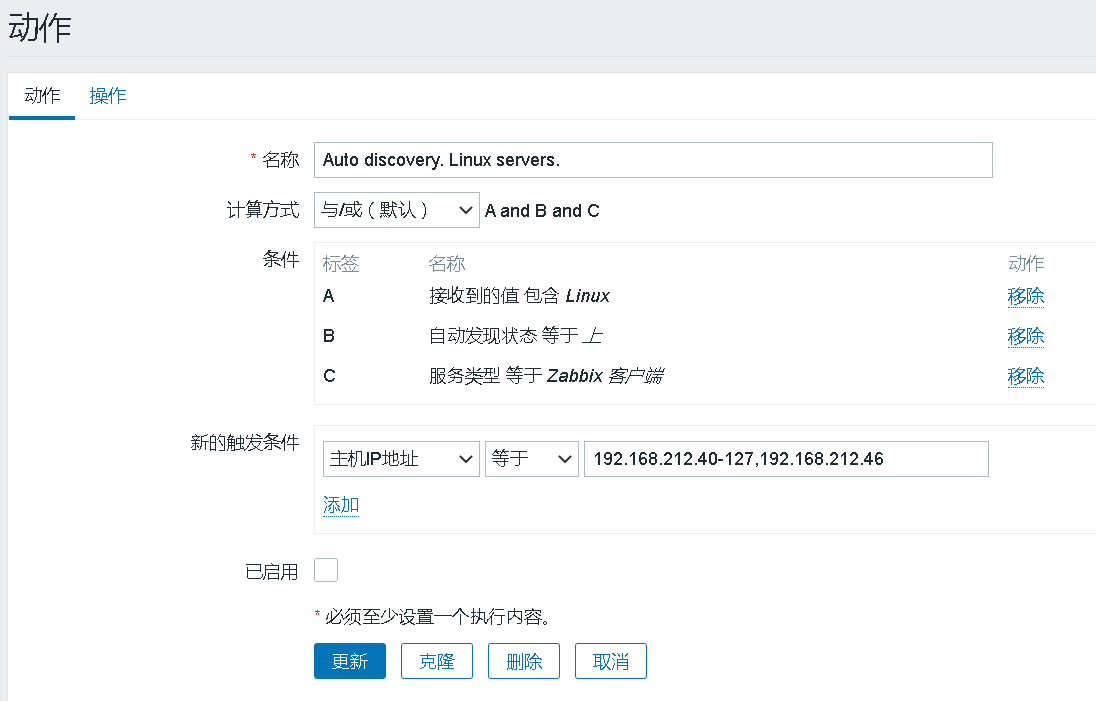 动作
动作 操作
* 名称 Auto discovery. Linux servers.
计算方式 与/或（默认） A and B and C
条件 标签 名称 动作
A 接收到的值 包含 Linux 移除
B 自动发现状态 等于 上 移除
C 服务类型 等于 Zabbix 客户端 移除
新的触发条件
主机IP地址 等于 192.168.212.40-127,192.168.212.46
添加
已启用
* 必须至少设置一个执行内容。
更新 克隆 删除 取消